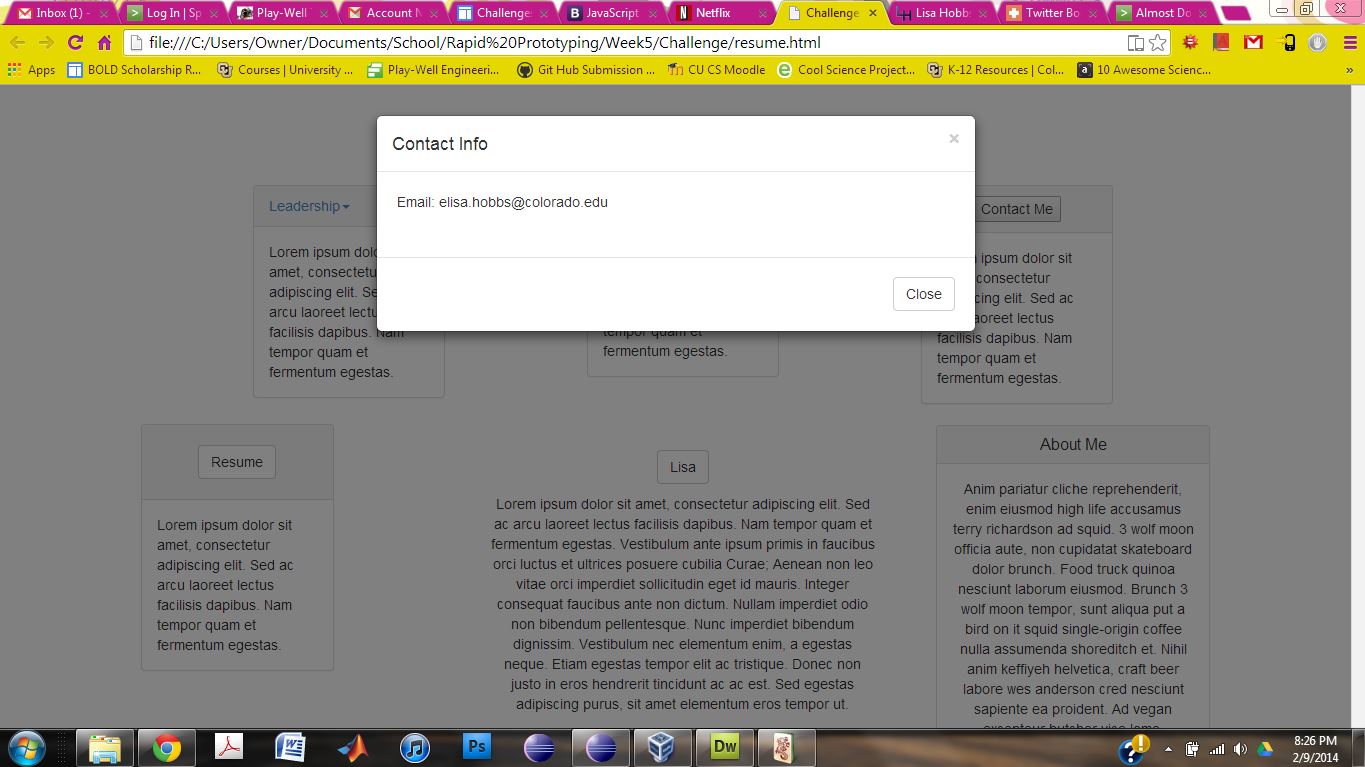 Inbox (1) -
Log In | Sp
Play-Well
Account N
Challenge
JavaScript
Netflix
Challenge
Lisa Hobbs
Twitter Bo
Almost Do
file:///C:/Users/Owner/Documents/School/Rapid%20Prototyping/Week5/Challenge/resume.html
Apps
BOLD Scholarship R...
Courses | University ...
Play-Well Engineeri...
Git Hub Submission ...
CU CS Moodle
Cool Science Project...
K-12 Resources | Col...
10 Awesome Scienc...
»
Contact Info
×
Email: elisa.hobbs@colorado.edu
Close
Leadership
Lorem ipsum dolo
amet, consectetu
adipiscing elit. Se
arcu laoreet lectu
facilisis dapibus. Nam
tempor quam et
fermentum egestas.
tempor quam et
fermentum egestas.
Contact Me
ipsum dolor sit
consectetur
cing elit. Sed ac
laoreet lectus
facilisis dapibus. Nam
tempor quam et
fermentum egestas.
Resume
Lorem ipsum dolor sit
amet, consectetur
adipiscing elit. Sed ac
arcu laoreet lectus
facilisis dapibus. Nam
tempor quam et
fermentum egestas.
Lisa
Lorem ipsum dolor sit amet, consectetur adipiscing elit. Sed
ac arcu laoreet lectus facilisis dapibus. Nam tempor quam et
fermentum egestas. Vestibulum ante ipsum primis in faucibus
orci luctus et ultrices posuere cubilia Curae; Aenean non leo
vitae orci imperdiet sollicitudin eget id mauris. Integer
consequat faucibus ante non dictum. Nullam imperdiet odio
non bibendum pellentesque. Nunc imperdiet bibendum
dignissim. Vestibulum nec elementum enim, a egestas
neque. Etiam egestas tempor elit ac tristique. Donec non
justo in eros hendrerit tincidunt ac ac est. Sed egestas
adipiscing purus, sit amet elementum eros tempor ut.
About Me
Anim pariatur cliche reprehenderit,
enim eiusmod high life accusamus
terry richardson ad squid. 3 wolf moon
officia aute, non cupidatat skateboard
dolor brunch. Food truck quinoa
nesciunt laborum eiusmod. Brunch 3
wolf moon tempor, sunt aliqua put a
bird on it squid single-origin coffee
nulla assumenda shoreditch et. Nihil
anim keffiyeh helvetica, craft beer
labore wes anderson cred nesciunt
sapiente ea proident. Ad vegan
excepteur butcher vice lomo.
Ps
Dw
8:26 PM
2/9/2014